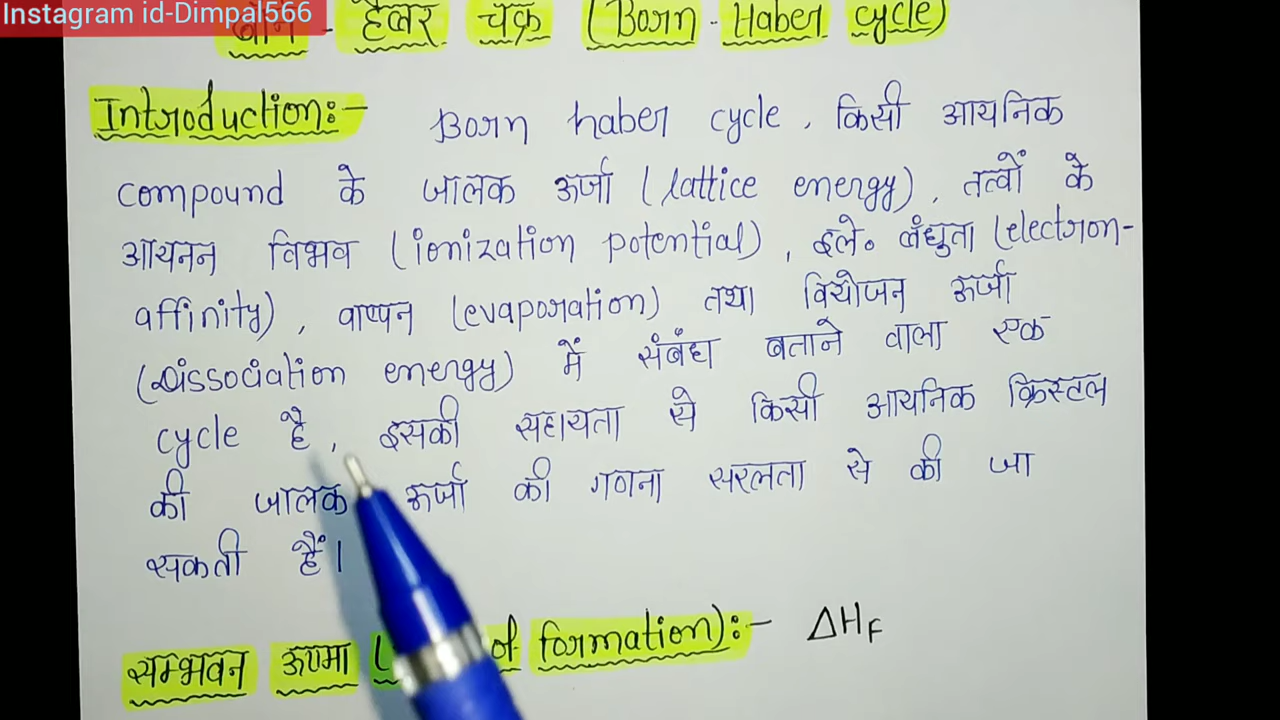 Instagram id-Dimpal566
बॉर्न - हैबर चक्र (Born - Haber cycle)
Introduction:- Born haber cycle, किसी आयनिक
compound के जालक ऊर्जा (lattice energy), तत्वों के
आयनन विभव (ionization potential), इले० बंधुता (electron-
affinity), वाष्पन (evaporation) तथा वियोजन ऊर्जा
(Dissociation energy) में संबंध बताने वाला एक
cycle है, इसकी सहायता से किसी आयनिक क्रिस्टल
की जालक ऊर्जा की गणना सरलता से की जा
सकती हैं।
सम्भवन ऊष्मा ( of formation):- ΔHF